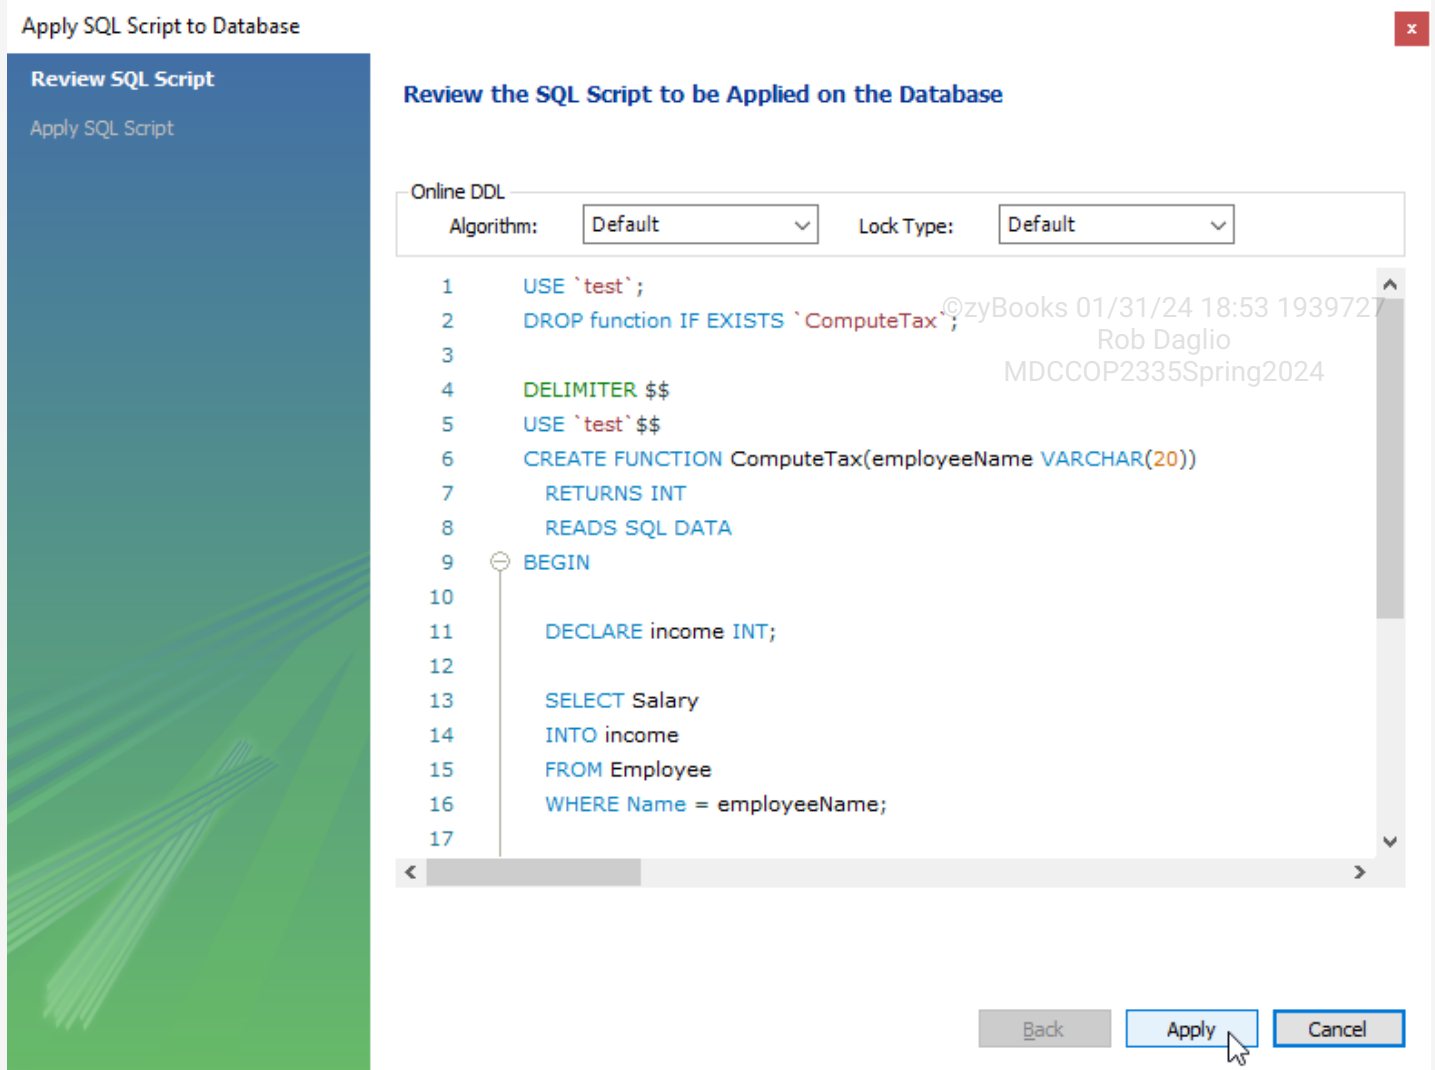 Apply SQL Script to Database
x
Review SQL Script
Apply SQL Script
Review the SQL Script to be Applied on the Database
Online DDL
Algorithm: Default Lock Type: Default
1 USE `test`;
2 DROP function IF EXISTS `ComputeTax`;
3
4 DELIMITER $$
5 USE `test`$$
6 CREATE FUNCTION ComputeTax(employeeName VARCHAR(20))
7 RETURNS INT
8 READS SQL DATA
9 BEGIN
10
11 DECLARE income INT;
12
13 SELECT Salary
14 INTO income
15 FROM Employee
16 WHERE Name = employeeName;
17
©zyBooks 01/31/24 18:53 1939727
Rob Daglio
MDCCOP2335Spring2024
Back Apply Cancel